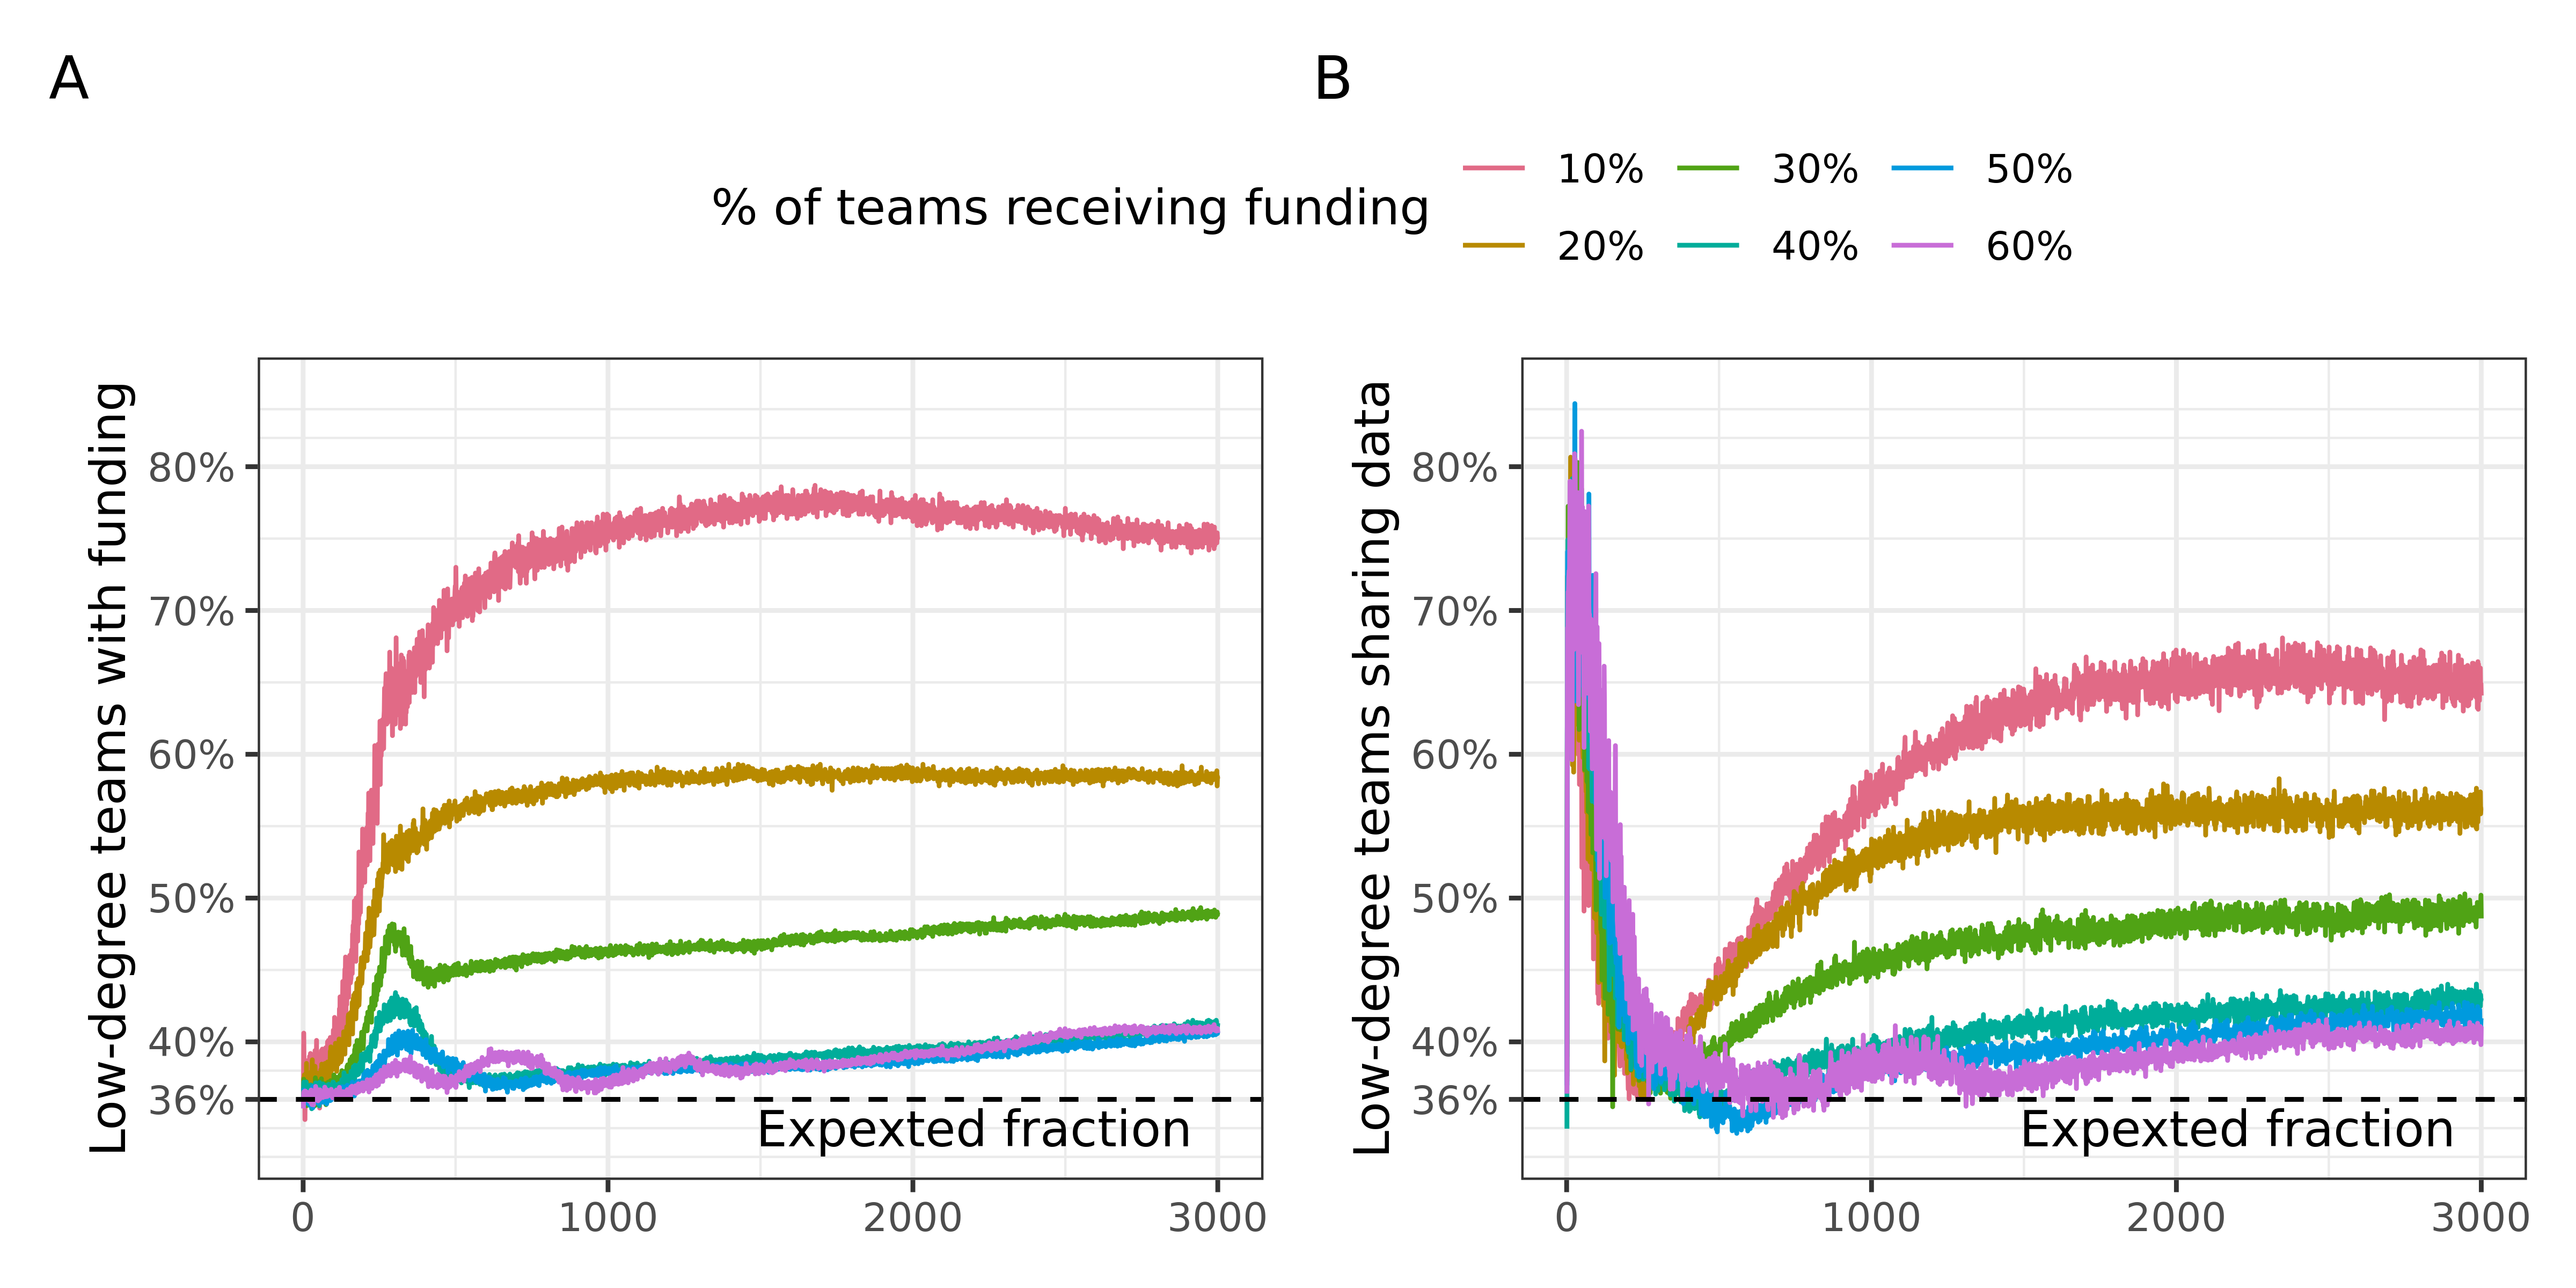 A
B
% of teams receiving funding
10% 30% 50%
20% 40% 60%
Low-degree teams with funding
80%
70%
60%
50%
40%
36%
Expexted fraction
0 1000 2000 3000
Low-degree teams sharing data
80%
70%
60%
50%
40%
36%
Expexted fraction
0 1000 2000 3000